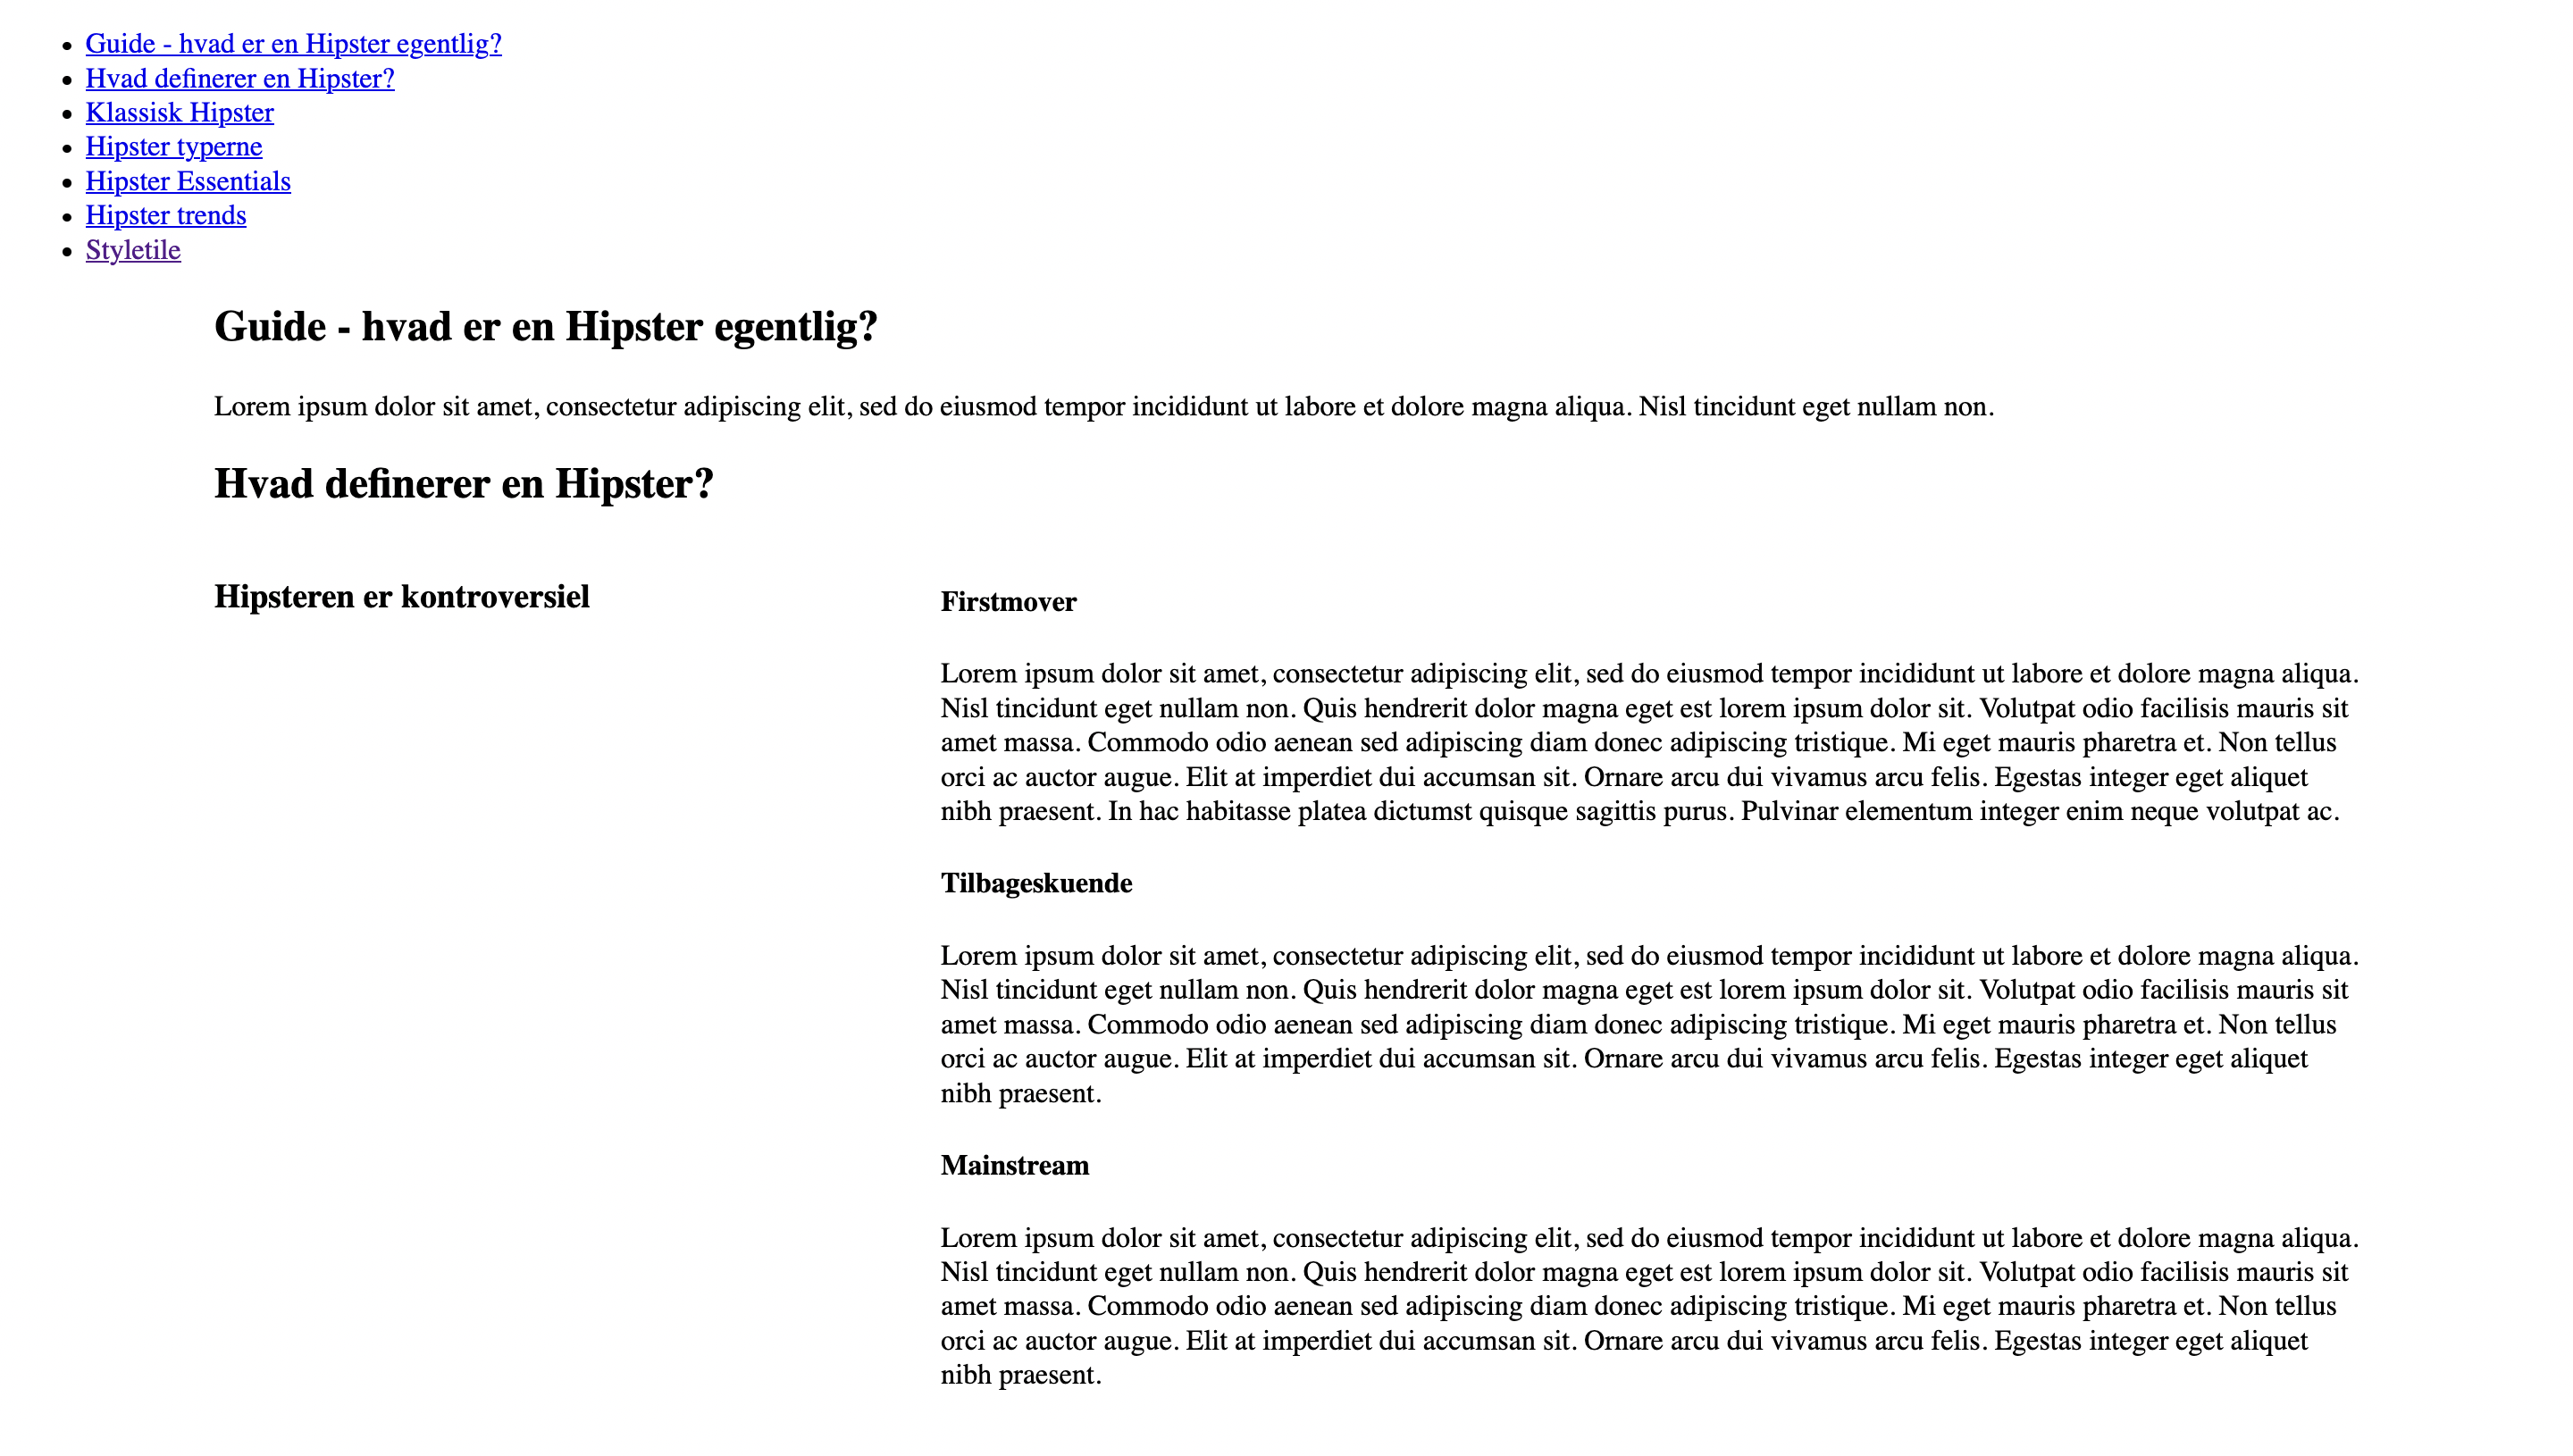 Guide - hvad er en Hipster egentlig?
Hvad definerer en Hipster?
Klassisk Hipster
Hipster typerne
Hipster Essentials
Hipster trends
Styletile
Guide - hvad er en Hipster egentlig?
Lorem ipsum dolor sit amet, consectetur adipiscing elit, sed do eiusmod tempor incididunt ut labore et dolore magna aliqua. Nisl tincidunt eget nullam non.
Hvad definerer en Hipster?
Hipsteren er kontroversiel
Firstmover
Lorem ipsum dolor sit amet, consectetur adipiscing elit, sed do eiusmod tempor incididunt ut labore et dolore magna aliqua.
Nisl tincidunt eget nullam non. Quis hendrerit dolor magna eget est lorem ipsum dolor sit. Volutpat odio facilisis mauris sit
amet massa. Commodo odio aenean sed adipiscing diam donec adipiscing tristique. Mi eget mauris pharetra et. Non tellus
orci ac auctor augue. Elit at imperdiet dui accumsan sit. Ornare arcu dui vivamus arcu felis. Egestas integer eget aliquet
nibh praesent. In hac habitasse platea dictumst quisque sagittis purus. Pulvinar elementum integer enim neque volutpat ac.
Tilbageskuende
Lorem ipsum dolor sit amet, consectetur adipiscing elit, sed do eiusmod tempor incididunt ut labore et dolore magna aliqua.
Nisl tincidunt eget nullam non. Quis hendrerit dolor magna eget est lorem ipsum dolor sit. Volutpat odio facilisis mauris sit
amet massa. Commodo odio aenean sed adipiscing diam donec adipiscing tristique. Mi eget mauris pharetra et. Non tellus
orci ac auctor augue. Elit at imperdiet dui accumsan sit. Ornare arcu dui vivamus arcu felis. Egestas integer eget aliquet
nibh praesent.
Mainstream
Lorem ipsum dolor sit amet, consectetur adipiscing elit, sed do eiusmod tempor incididunt ut labore et dolore magna aliqua.
Nisl tincidunt eget nullam non. Quis hendrerit dolor magna eget est lorem ipsum dolor sit. Volutpat odio facilisis mauris sit
amet massa. Commodo odio aenean sed adipiscing diam donec adipiscing tristique. Mi eget mauris pharetra et. Non tellus
orci ac auctor augue. Elit at imperdiet dui accumsan sit. Ornare arcu dui vivamus arcu felis. Egestas integer eget aliquet
nibh praesent.